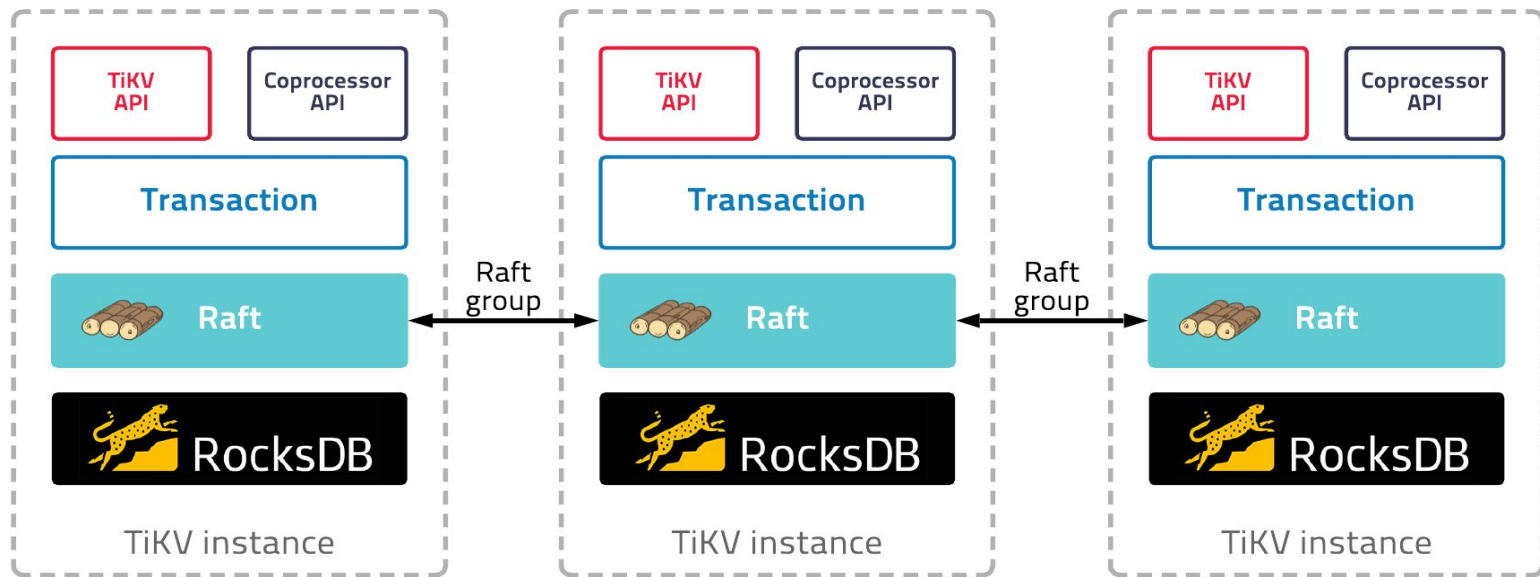 TiKV
API
Coprocessor
API
Transaction
Raft
RocksDB
TiKV instance
Raft
group
TiKV
API
Coprocessor
API
Transaction
Raft
RocksDB
TiKV instance
Raft
group
TiKV
API
Coprocessor
API
Transaction
Raft
RocksDB
TiKV instance